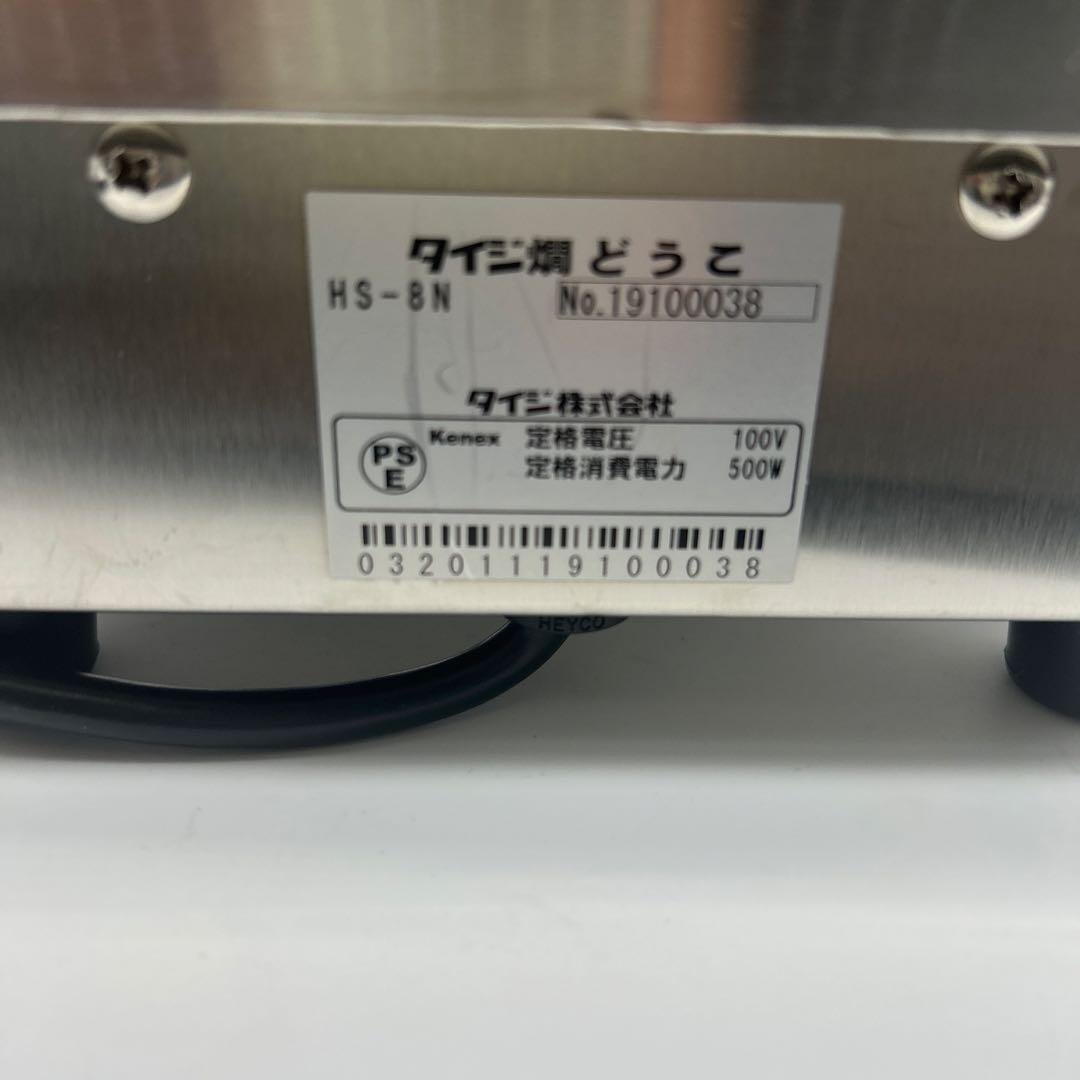 タイジ燗どうこ
HS-8N No.19100038
タイジ株式会社
PS E Kenex 定格電圧 100V
定格消費電力 500W
03201119100038
HEYCO